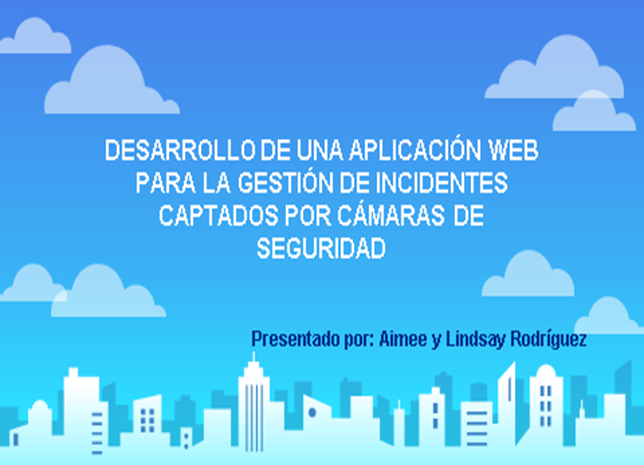 DESARROLLO DE UNA APLICACIÓN WEB
PARA LA GESTIÓN DE INCIDENTES
CAPTADOS POR CÁMARAS DE
SEGURIDAD
Presentado por: Aimee y Lindsay Rodríguez